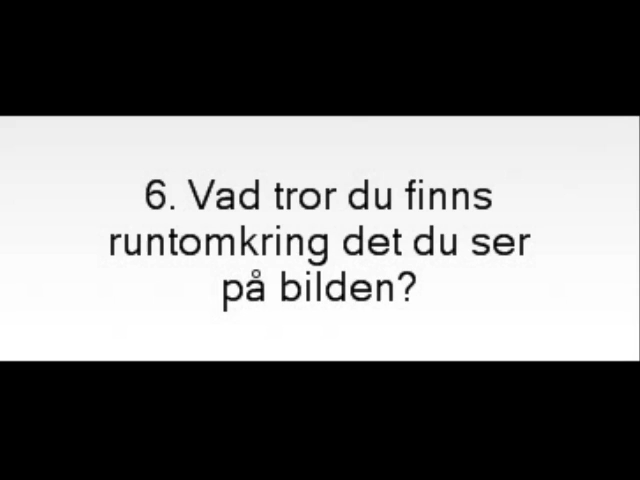 6. Vad tror du finns
runtomkring det du ser
på bilden?